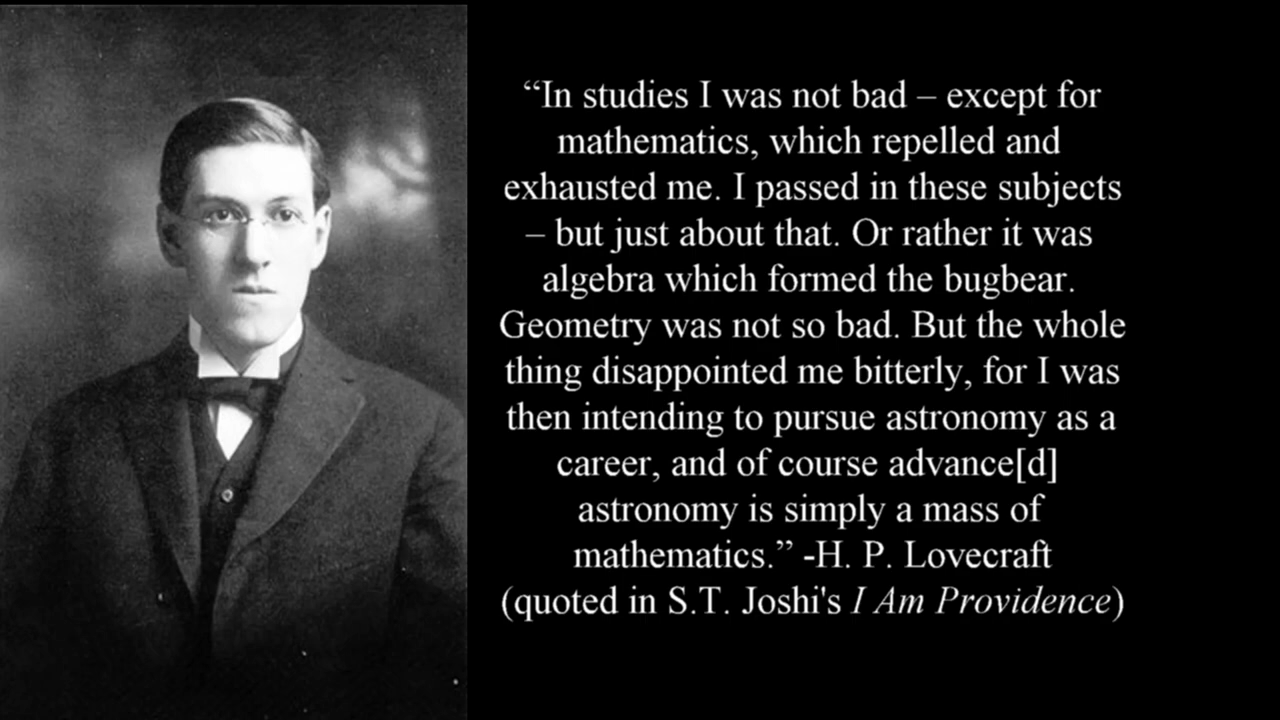 “In studies I was not bad – except for
mathematics, which repelled and
exhausted me. I passed in these subjects
– but just about that. Or rather it was
algebra which formed the bugbear.
Geometry was not so bad. But the whole
thing disappointed me bitterly, for I was
then intending to pursue astronomy as a
career, and of course advance[d]
astronomy is simply a mass of
mathematics.” -H. P. Lovecraft
(quoted in S.T. Joshi's I Am Providence)